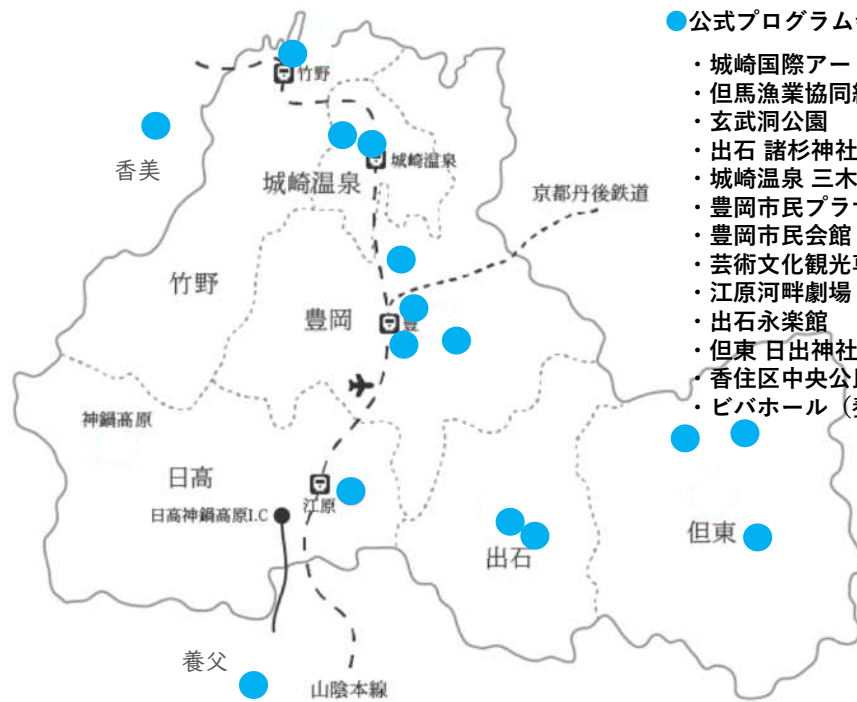 ●公式プログラム
・城崎国際アー
・但馬漁業協同
・玄武洞公園
・出石 諸杉神社
・城崎温泉 三木
・豊岡市民プラ
・豊岡市民会館
・芸術文化観光
・江原河畔劇場
・出石永楽館
・但東 日出神社
・香住区中央公
・ビバホール
竹野
香美
城崎温泉
城崎温泉
京都丹後鉄道
竹野
豊岡
豊
神鍋高原
日高
江原
日高神鍋高原I.C
出石
但東
養父
山陰本線